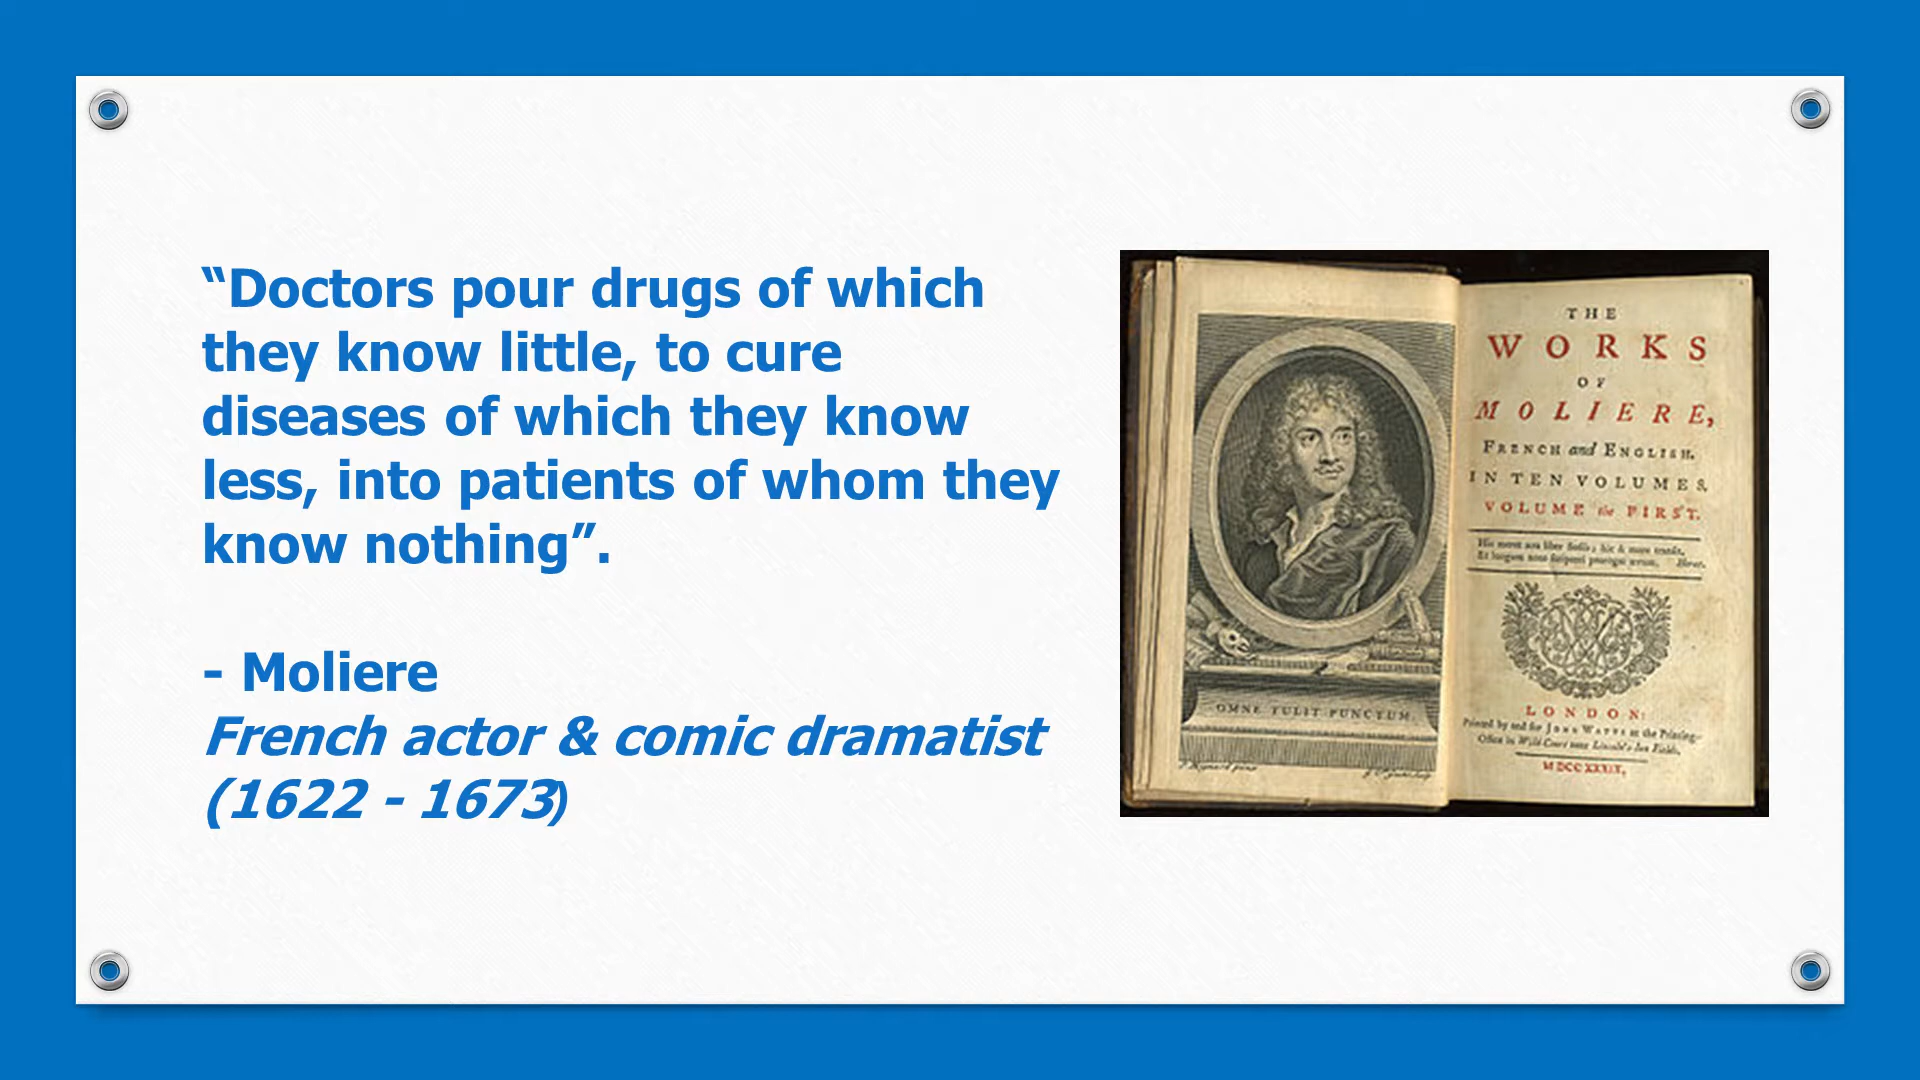 “Doctors pour drugs of which
they know little, to cure
diseases of which they know
less, into patients of whom they
know nothing”.
- Moliere
French actor & comic dramatist
(1622 - 1673)
THE
WORKS
OF
MOLIERE,
FRENCH and ENGLISH.
IN TEN VOLUMES.
VOLUME the FIRST.
LONDON:
Printed by and for JOHN WATTS at the Printing-
Office in Wild-Court near Lincoln's-Inn Fields.
MDCCXXXIX.
OMNE TULIT PUNCTUM.